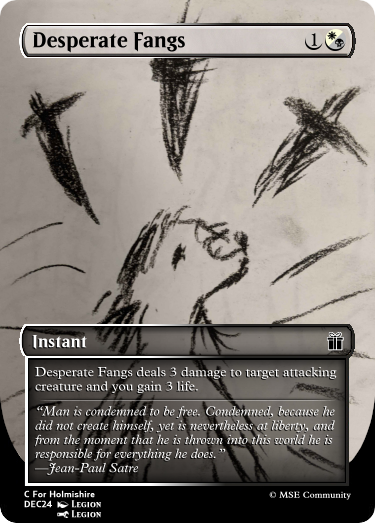 Desperate Fangs 1
Instant
Desperate Fangs deals 3 damage to target attacking
creature and you gain 3 life.
“Man is condemned to be free. Condemned, because he
did not create himself, yet is nevertheless at liberty, and
from the moment that he is thrown into this world he is
responsible for everything he does.”
—Jean-Paul Satre
C For Holmishire
DEC24 Legion
Legion
© MSE Community